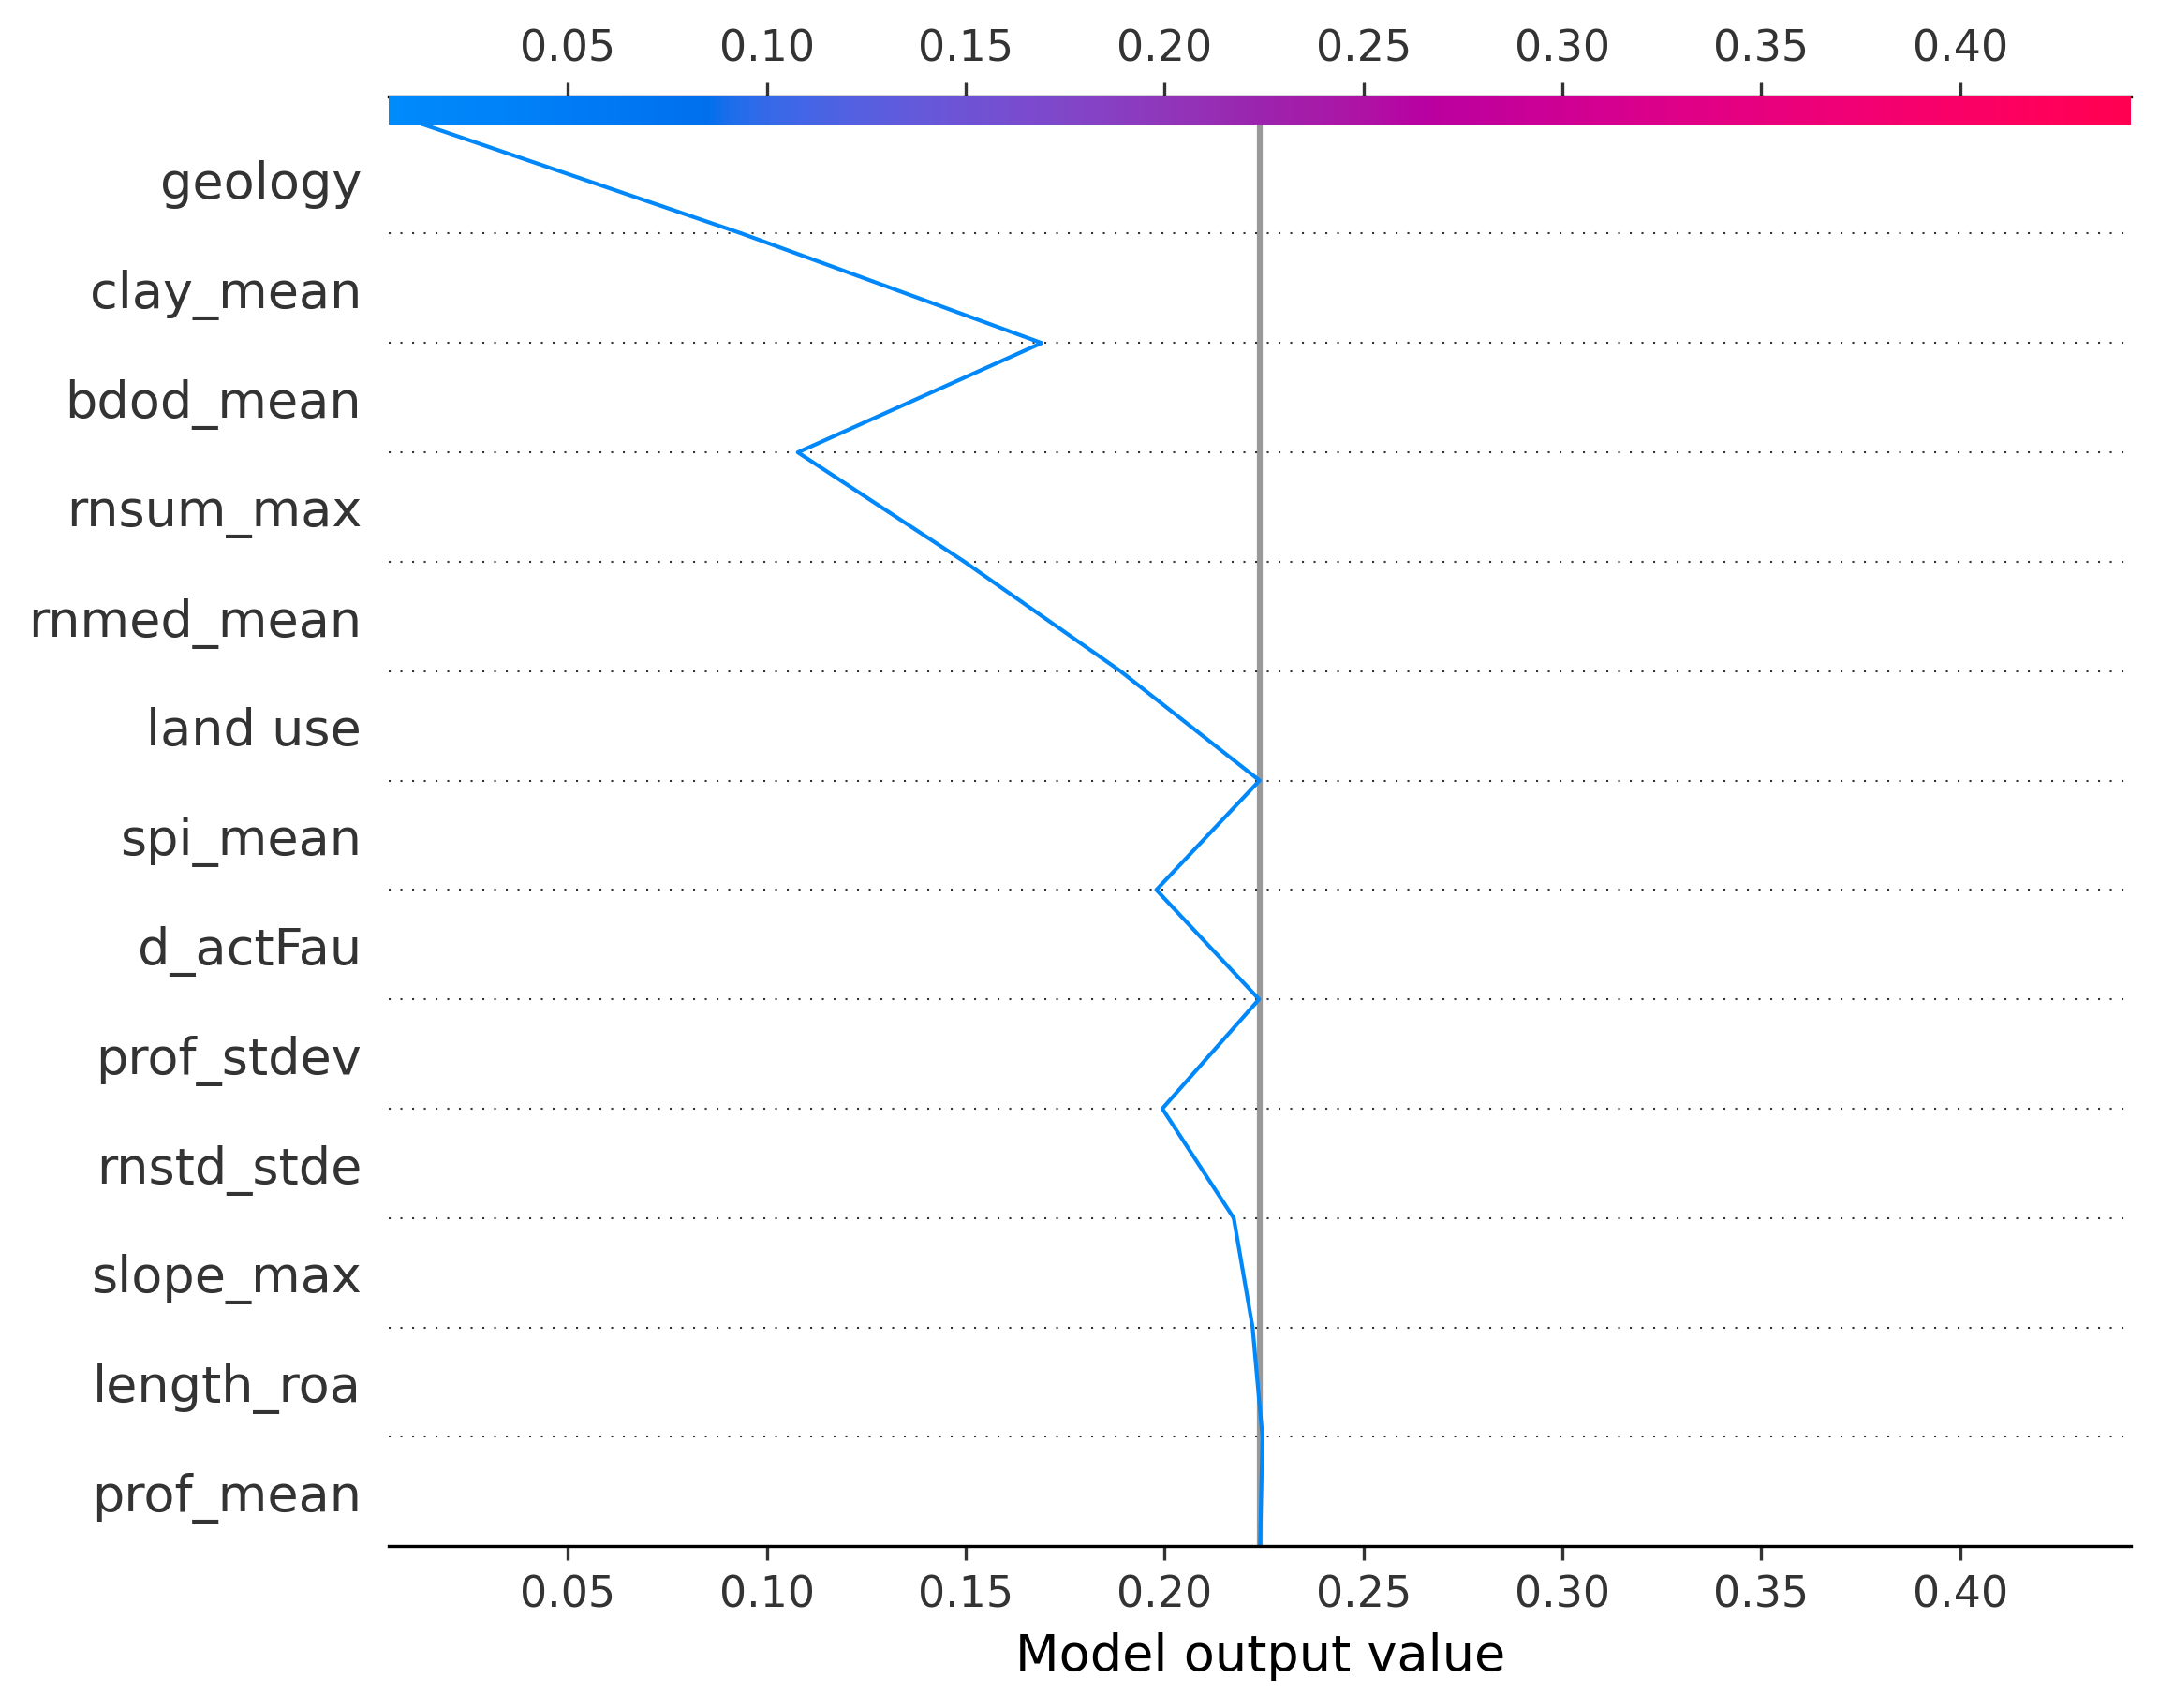 0.05 0.10 0.15 0.20 0.25 0.30 0.35 0.40
geology
clay_mean
bdod_mean
rnsum_max
rnmed_mean
land use
spi_mean
d_actFau
prof_stdev
rnstd_stde
slope_max
length_roa
prof_mean
0.05 0.10 0.15 0.20 0.25 0.30 0.35 0.40
Model output value